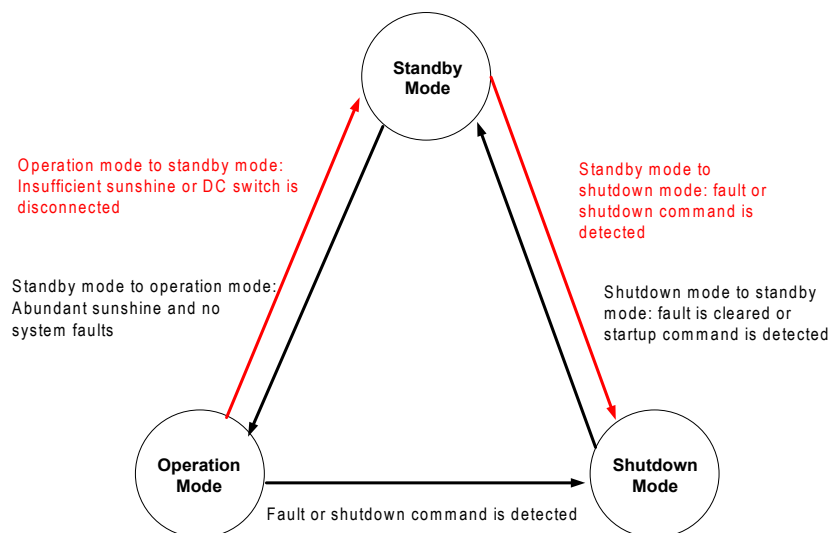 Standby
Mode
Operation mode to standby mode:
Insufficient sunshine or DC switch is
disconnected
Standby mode to
shutdown mode: fault or
shutdown command is
detected
Standby mode to operation mode:
Abundant sunshine and no
system faults
Shutdown mode to standby
mode: fault is cleared or
startup command is detected
Operation
Mode
Shutdown
Mode
Fault or shutdown command is detected